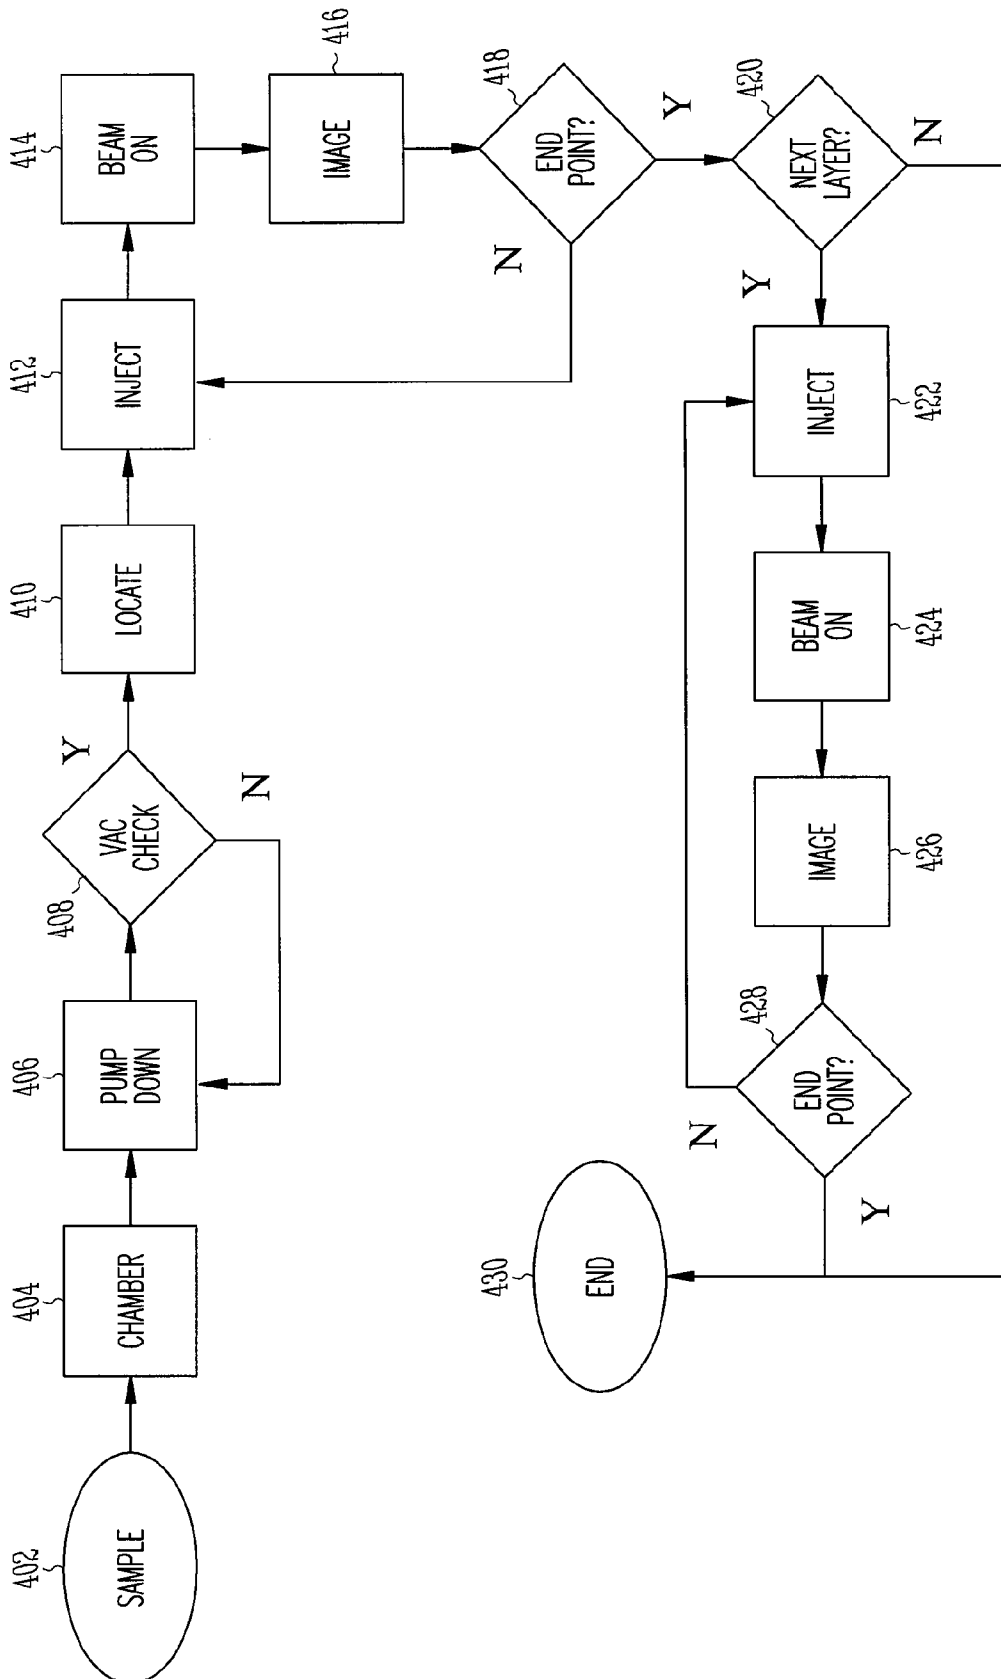 402
SAMPLE
404
CHAMBER
406
PUMP
DOWN
408
VAC
CHECK
Y
N
410
LOCATE
412
INJECT
414
BEAM
ON
416
IMAGE
418
END
POINT?
N
Y
420
NEXT
LAYER?
Y
N
422
INJECT
424
BEAM
ON
426
IMAGE
428
END
POINT?
N
Y
430
END